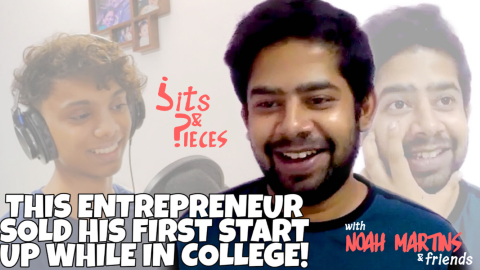 bits
&
PIECES
THIS ENTREPRENEUR
SOLD HIS FIRST START
UP WHILE IN COLLEGE!
with
NOAH MARTINS
& friends